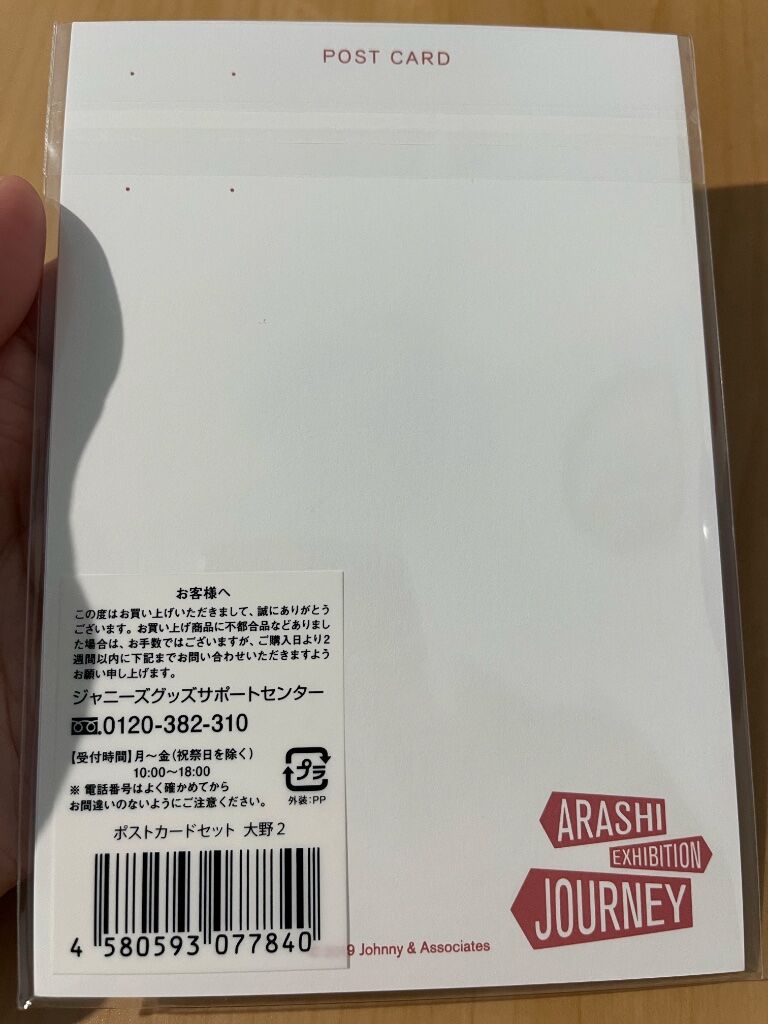 POST CARD
お客様へ
この度はお買い上げいただきまして、誠にありがとう
ございます。お買い上げ商品に不都合品などありまし
た場合は、お手数ではございますが、ご購入日より2
週間以内に下記までお問い合わせいただきますよう
お願い申し上げます。
ジャニーズグッズサポートセンター
0120-382-310
【受付時間】月～金(祝祭日を除く)
10:00～18:00
※ 電話番号はよく確かめてから
お間違いのないようにご注意ください。
プラ
外装:PP
ポストカードセット 大野2
4 580593 077840
9 Johnny & Associates
ARASHI
EXHIBITION
JOURNEY